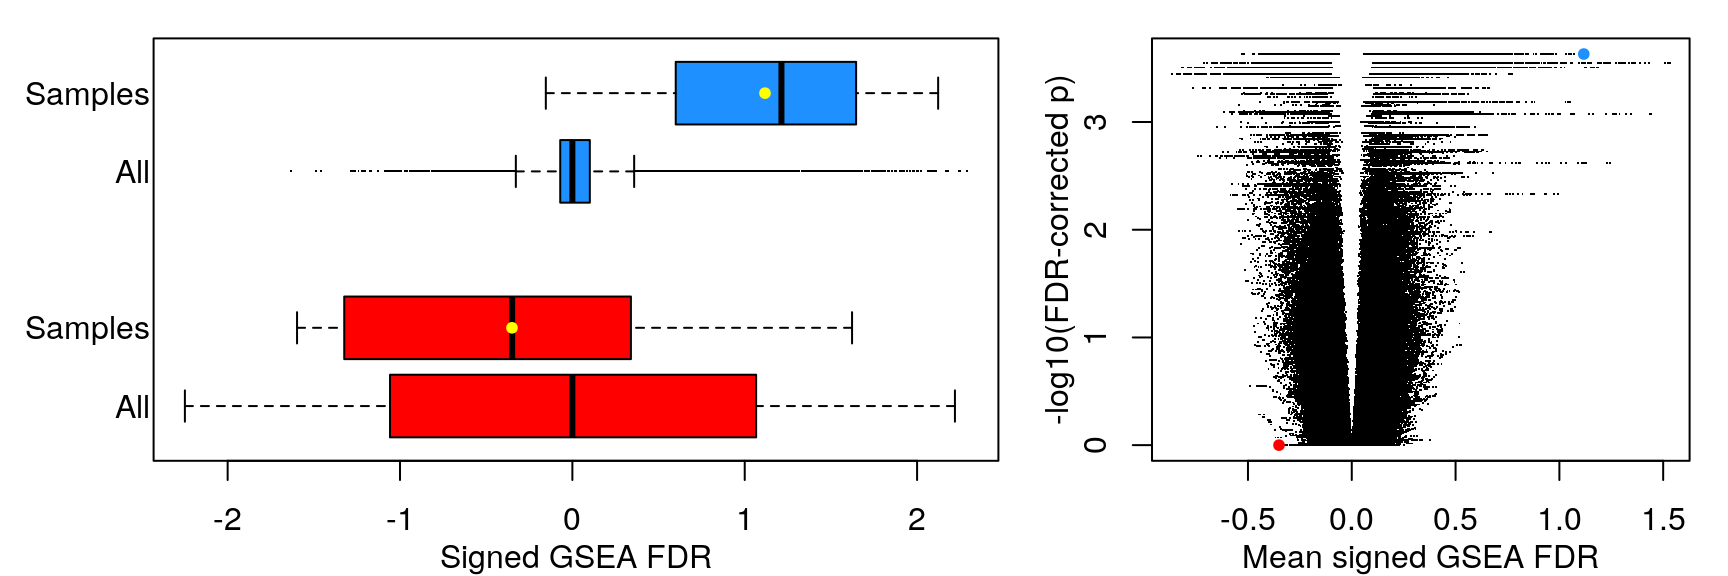 Samples
All
Samples
All
-2 -1 0 1 2
Signed GSEA FDR
-log10(FDR-corrected p)
3
2
1
0
-0.5 0.0 0.5 1.0 1.5
Mean signed GSEA FDR